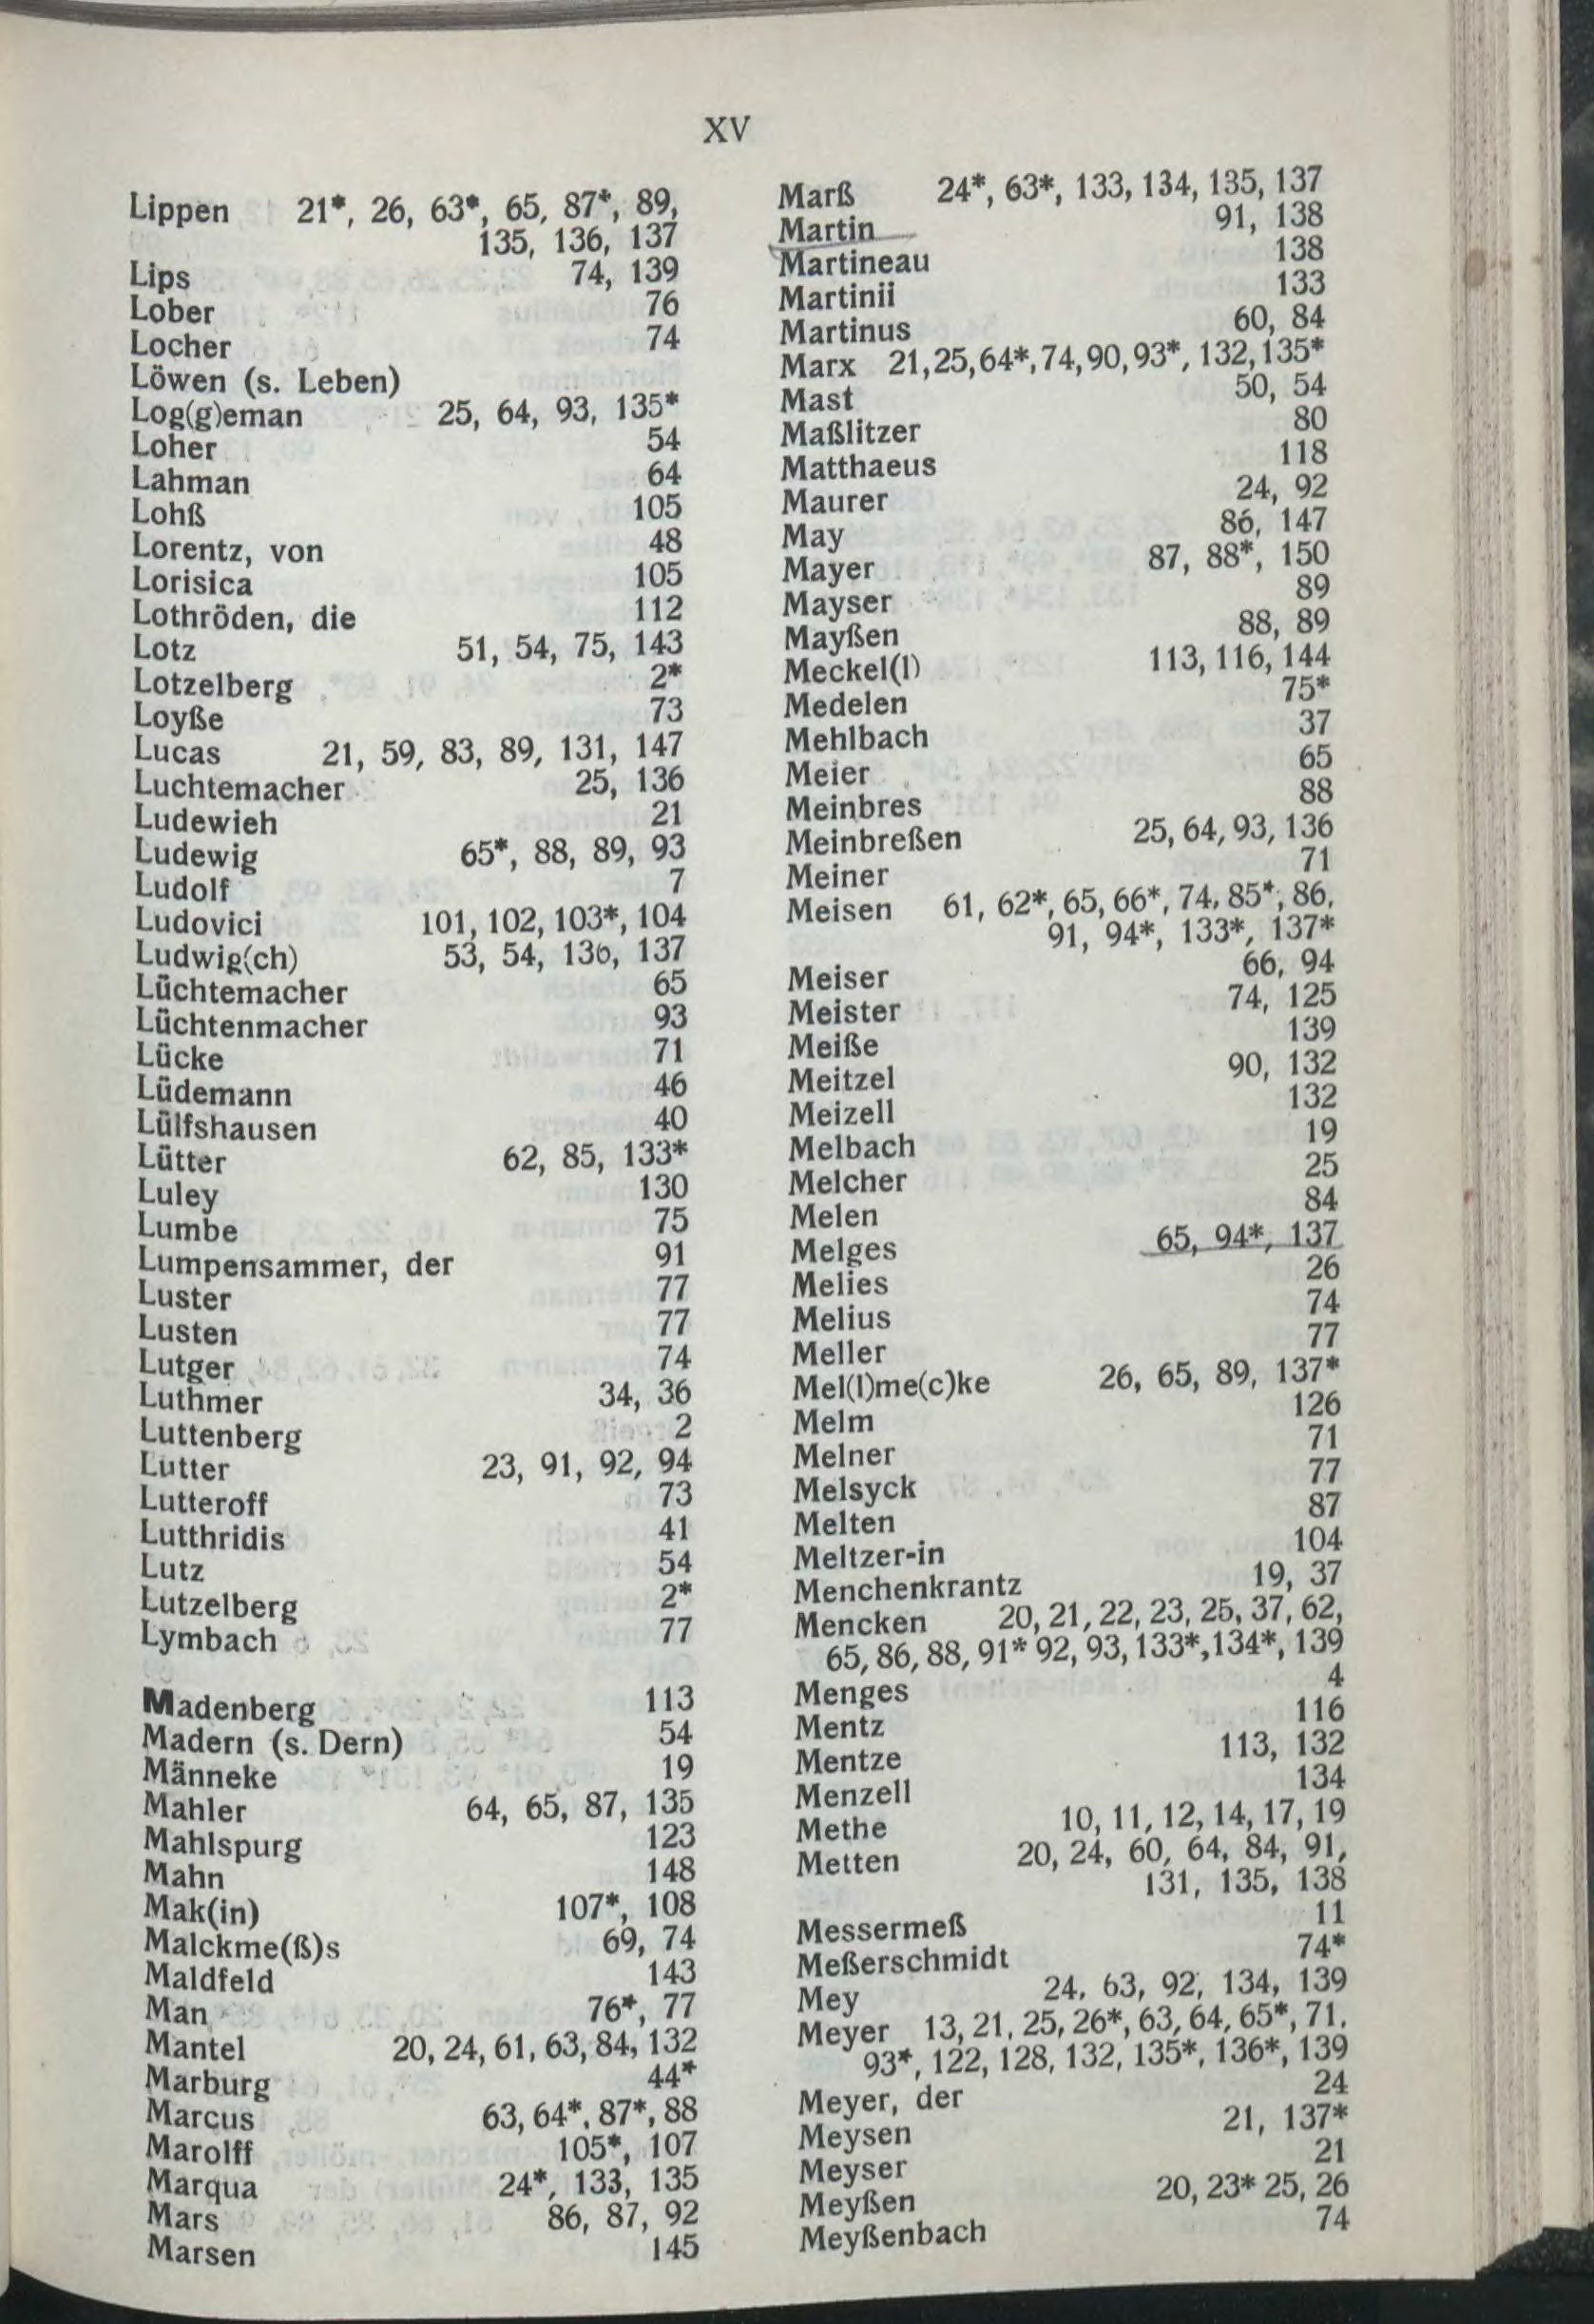 XV
Lippen 21*, 26, 63*, 65, 87*, 89,
135, 136, 137
Lips 74, 139
Lober 76
Locher 74
Löwen (s. Leben)
Log(g)eman 25, 64, 93, 135*
Loher 54
Lahman 64
Lohß 105
Lorentz, von 48
Lorisica 105
Lothröden, die 112
Lotz 51, 54, 75, 143
Lotzelberg 2*
Loyße 73
Lucas 21, 59, 83, 89, 131, 147
Luchtemacher 25, 136
Ludewieh 21
Ludewig 65*, 88, 89, 93
Ludolf 7
Ludovici 101, 102, 103*, 104
Ludwig(ch) 53, 54, 136, 137
Lüchtemacher 65
Lüchtenmacher 93
Lücke 71
Lüdemann 46
Lülfshausen 40
Lütter 62, 85, 133*
Luley 130
Lumbe 75
Lumpensammer, der 91
Luster 77
Lusten 77
Lutger 74
Luthmer 34, 36
Luttenberg 2
Lutter 23, 91, 92, 94
Lutteroff 73
Lutthridis 41
Lutz 54
Lutzelberg 2*
Lymbach 77
Madenberg 113
Madern (s. Dern) 54
Männeke 19
Mahler 64, 65, 87, 135
Mahlspurg 123
Mahn 148
Mak(in) 107*, 108
Malckme(ß)s 69, 74
Maldfeld 143
Man 76*, 77
Mantel 20, 24, 61, 63, 84, 132
Marburg 44*
Marcus 63, 64*, 87*, 88
Marolff 105*, 107
Marqua 24*, 133, 135
Mars 86, 87, 92
Marsen 145
Marß 24*, 63*, 133, 134, 135, 137
Martin 91, 138
Martineau 138
Martinii 133
Martinus 60, 84
Marx 21, 25, 64*, 74, 90, 93*, 132, 135*
Mast 50, 54
Maßlitzer 80
Matthaeus 118
Maurer 24, 92
May 86, 147
Mayer 87, 88*, 150
Mayser 89
Mayßen 88, 89
Meckel(l) 113, 116, 144
Medelen 75*
Mehlbach 37
Meier 65
Meinbres 88
Meinbreßen 25, 64, 93, 136
Meiner 71
Meisen 61, 62*, 65, 66*, 74, 85*, 86,
91, 94*, 133*, 137*
Meiser 66, 94
Meister 74, 125
Meiße 139
Meitzel 90, 132
Meizell 132
Melbach 19
Melcher 25
Melen 84
Melges 65, 94*, 137
Melies 26
Melius 74
Meller 77
Mel(l)me(c)ke 26, 65, 89, 137*
Melm 126
Melner 71
Melsyck 77
Melten 87
Meltzer-in 104
Menchenkrantz 19, 37
Mencken 20, 21, 22, 23, 25, 37, 62,
65, 86, 88, 91* 92, 93, 133*, 134*, 139
Menges 4
Mentz 116
Mentze 113, 132
Menzell 134
Methe 10, 11, 12, 14, 17, 19
Metten 20, 24, 60, 64, 84, 91,
131, 135, 138
Messermeß 11
Meßerschmidt 74*
Mey 24, 63, 92, 134, 139
Meyer 13, 21, 25, 26*, 63, 64, 65*, 71,
93*, 122, 128, 132, 135*, 136*, 139
Meyer, der 24
Meysen 21, 137*
Meyser 21
Meyßen 20, 23* 25, 26
Meyßenbach 74